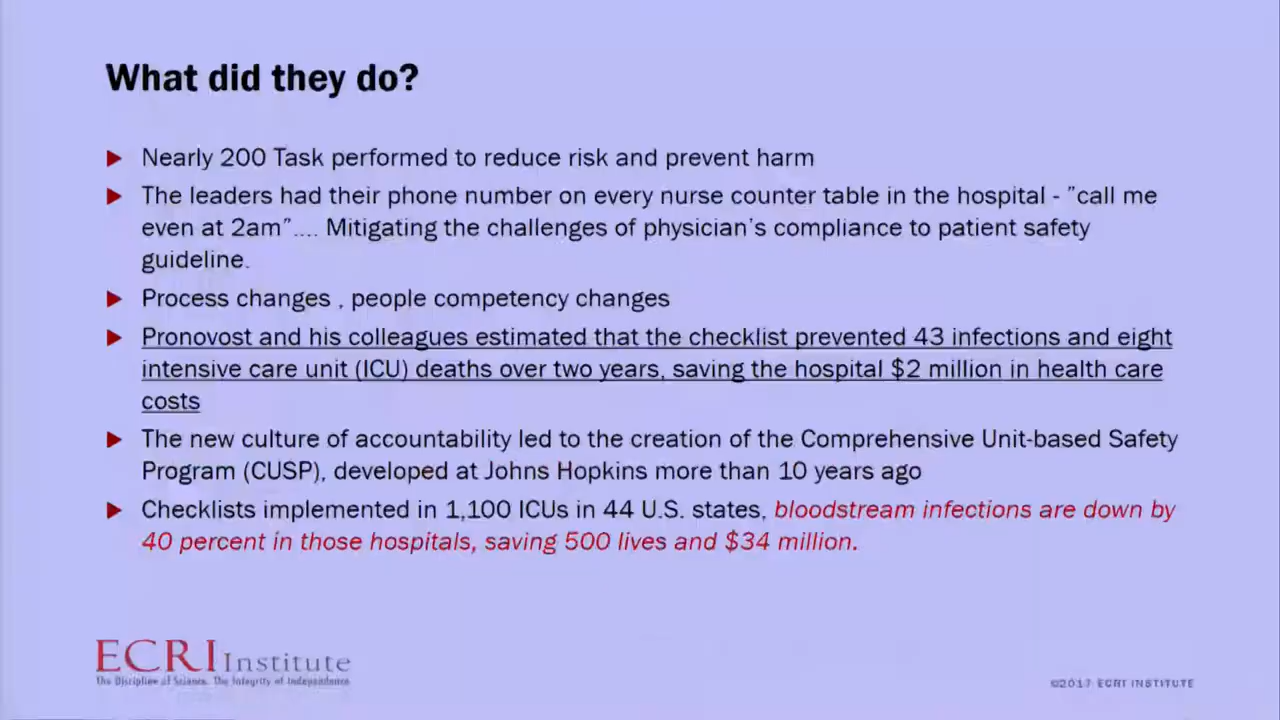 What did they do?
Nearly 200 Task performed to reduce risk and prevent harm
The leaders had their phone number on every nurse counter table in the hospital - "call me
even at 2am".... Mitigating the challenges of physician's compliance to patient safety
guideline.
Process changes , people competency changes
Pronovost and his colleagues estimated that the checklist prevented 43 infections and eight
intensive care unit (ICU) deaths over two years, saving the hospital $2 million in health care
costs
The new culture of accountability led to the creation of the Comprehensive Unit-based Safety
Program (CUSP), developed at Johns Hopkins more than 10 years ago
Checklists implemented in 1,100 ICUs in 44 U.S. states, bloodstream infections are down by
40 percent in those hospitals, saving 500 lives and $34 million.
ECRI Institute
The Discipline of Science. The Integrity of Independence.
©2017 ECRI INSTITUTE